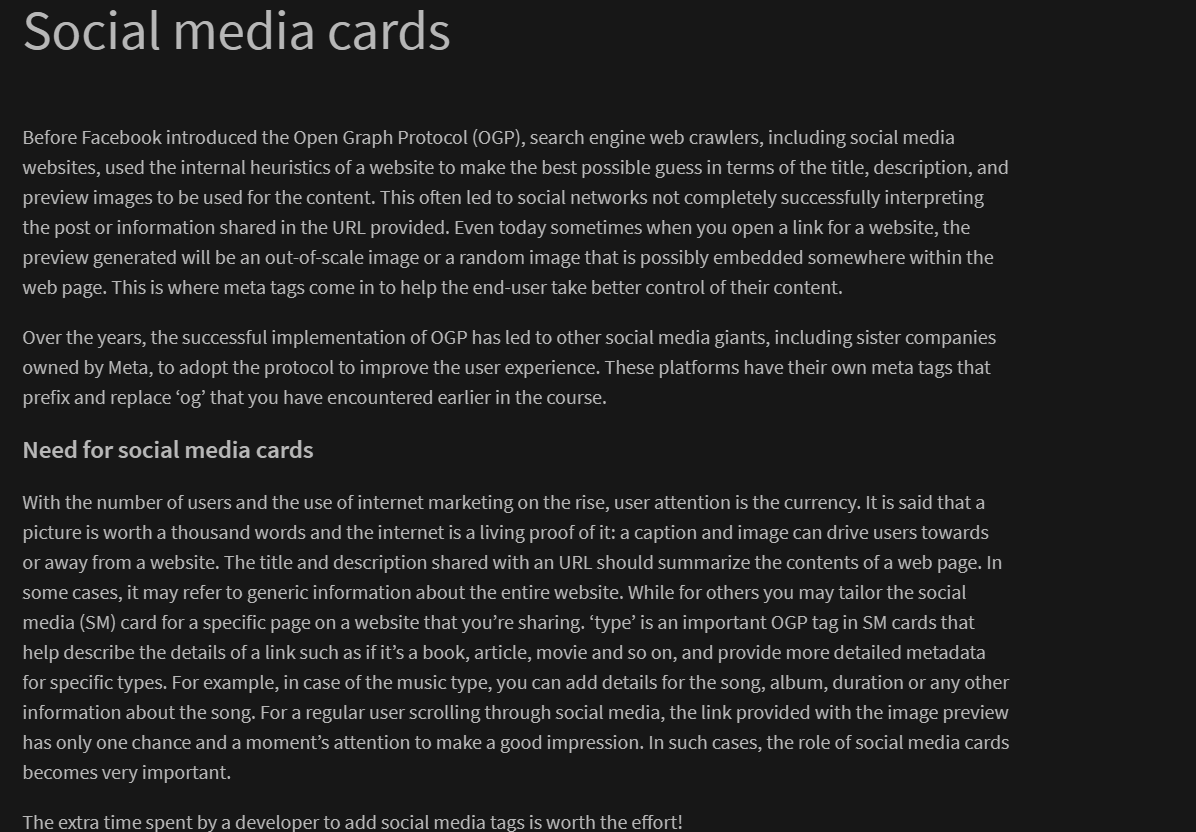 Social media cards
Before Facebook introduced the Open Graph Protocol (OGP), search engine web crawlers, including social media
websites, used the internal heuristics of a website to make the best possible guess in terms of the title, description, and
preview images to be used for the content. This often led to social networks not completely successfully interpreting
the post or information shared in the URL provided. Even today sometimes when you open a link for a website, the
preview generated will be an out-of-scale image or a random image that is possibly embedded somewhere within the
web page. This is where meta tags come in to help the end-user take better control of their content.
Over the years, the successful implementation of OGP has led to other social media giants, including sister companies
owned by Meta, to adopt the protocol to improve the user experience. These platforms have their own meta tags that
prefix and replace ‘og’ that you have encountered earlier in the course.
Need for social media cards
With the number of users and the use of internet marketing on the rise, user attention is the currency. It is said that a
picture is worth a thousand words and the internet is a living proof of it: a caption and image can drive users towards
or away from a website. The title and description shared with an URL should summarize the contents of a web page. In
some cases, it may refer to generic information about the entire website. While for others you may tailor the social
media (SM) card for a specific page on a website that you’re sharing. ‘type’ is an important OGP tag in SM cards that
help describe the details of a link such as if it’s a book, article, movie and so on, and provide more detailed metadata
for specific types. For example, in case of the music type, you can add details for the song, album, duration or any other
information about the song. For a regular user scrolling through social media, the link provided with the image preview
has only one chance and a moment’s attention to make a good impression. In such cases, the role of social media cards
becomes very important.
The extra time spent by a developer to add social media tags is worth the effort!